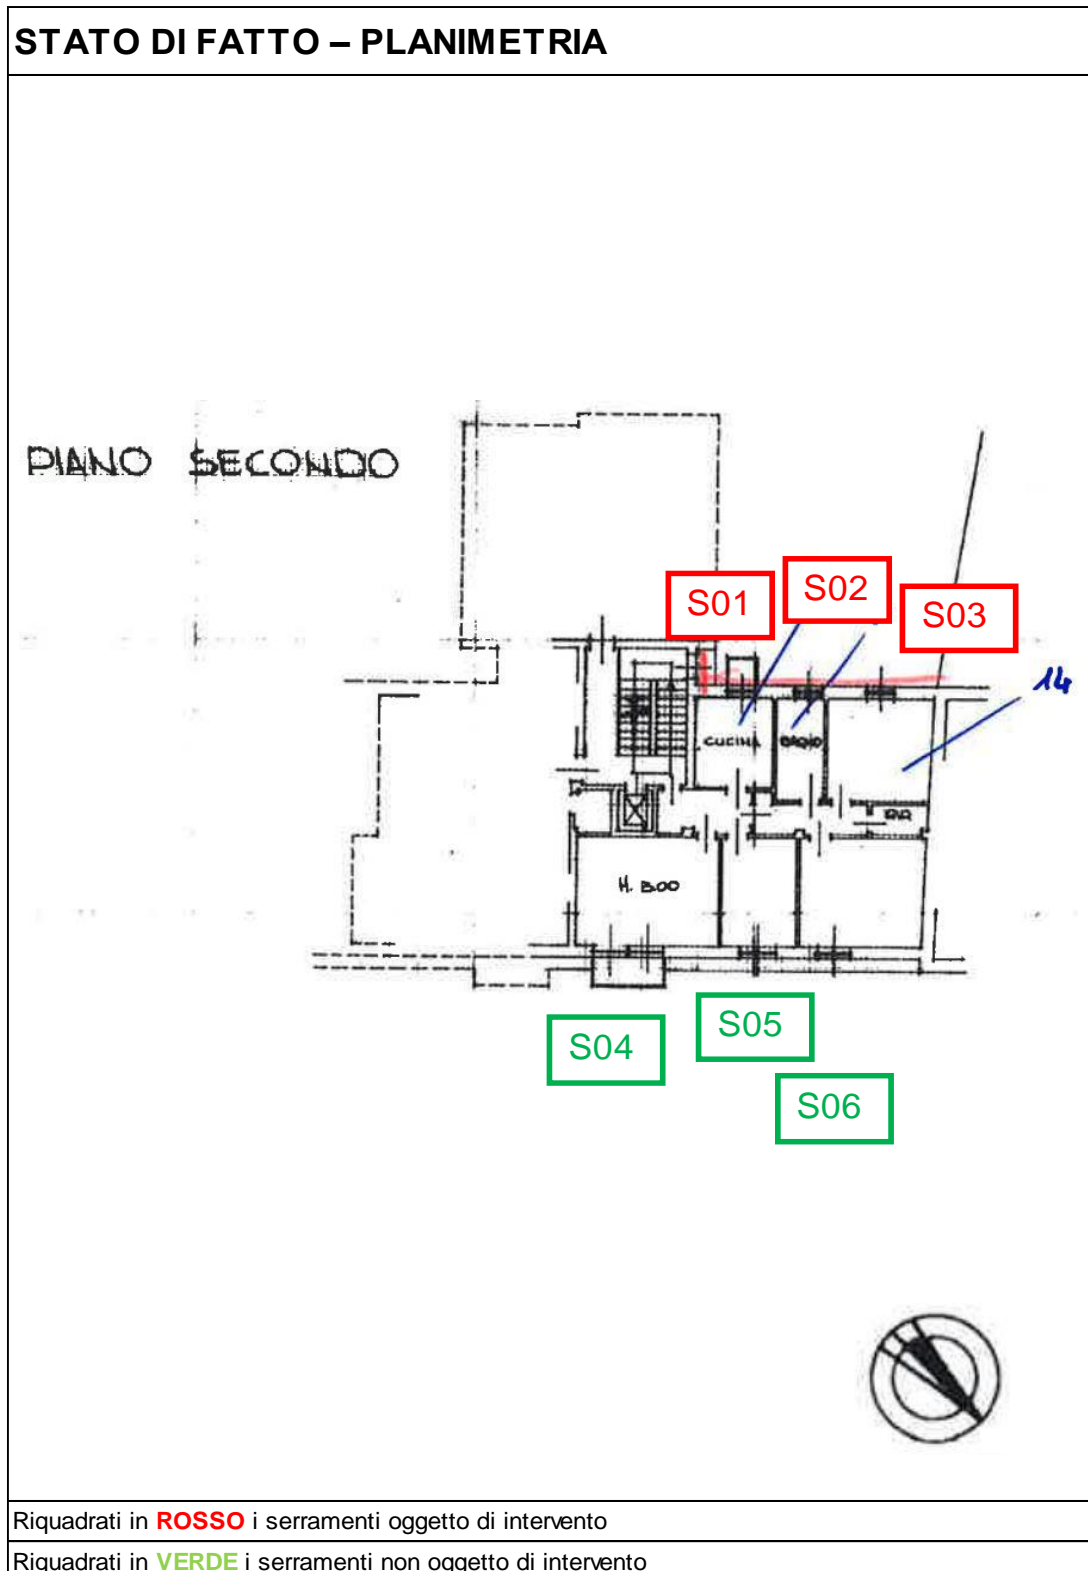 STATO DI FATTO – PLANIMETRIA
PIANO SECONDO
S01
S02
S03
14
CUCINA
BAGNO
H. 300
S04
S05
S06
Riquadrati in ROSSO i serramenti oggetto di intervento
Riquadrati in VERDE i serramenti non oggetto di intervento